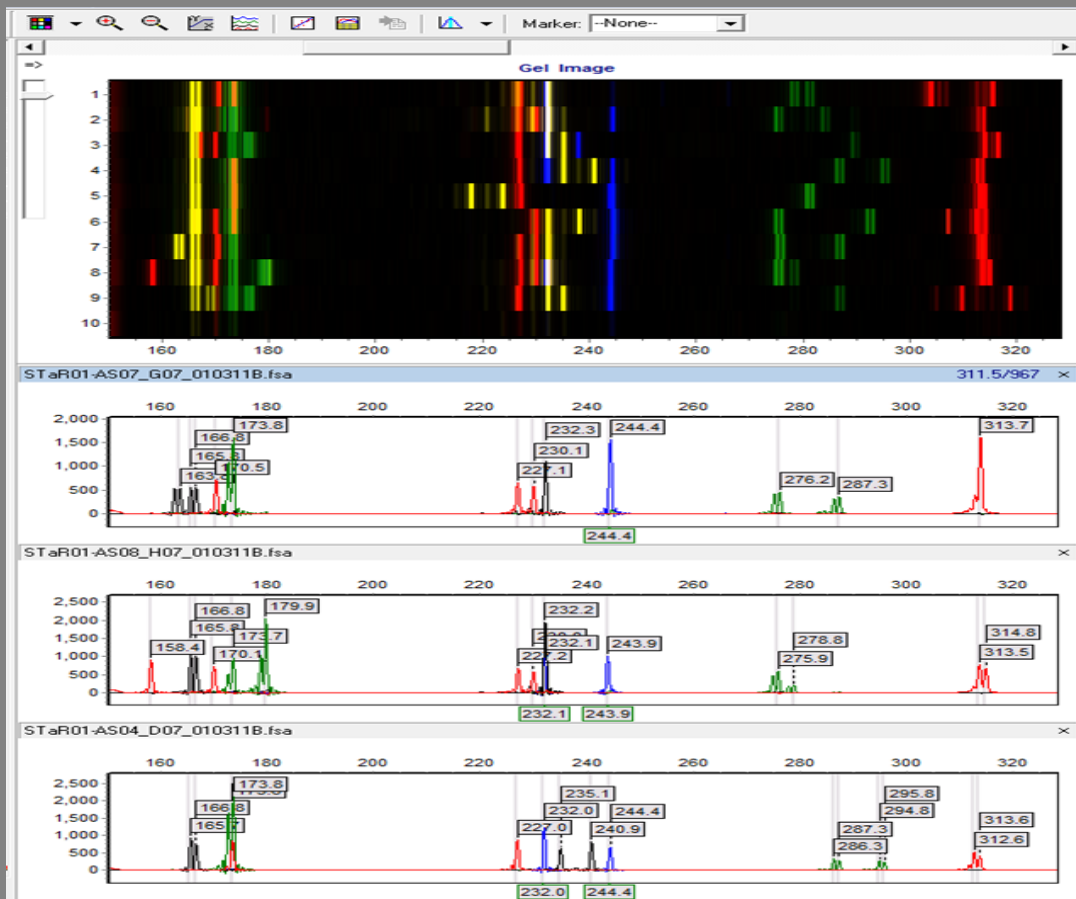 Marker: --None--
=>
Gel Image
1
2
3
4
5
6
7
8
9
10
160 180 200 220 240 260 280 300 320
STaR01-AS07_G07_010311B.fsa 311.5/967 ×
160 180 200 220 240 260 280 300 320
2,000 173.8 232.3 244.4 313.7
1,500 166.8 230.1
1,000 165.8 170.5 227.1 276.2
500 287.3
0
244.4
STaR01-AS08_H07_010311B.fsa ×
160 180 200 220 240 260 280 300 320
2,500 166.8 179.9 232.2
2,000 165.8 173.7 232.1 243.9 278.8 314.8
1,500 158.4 170.1 227.2 275.9 313.5
1,000
500
0
232.1 243.9
STaR01-AS04_D07_010311B.fsa ×
160 180 200 220 240 260 280 300 320
2,500 173.8 235.1 295.8
2,000 166.8 232.0 244.4 294.8 313.6
1,500 227.0 240.9 287.3 312.6
1,000 286.3
500
0
232.0 244.4